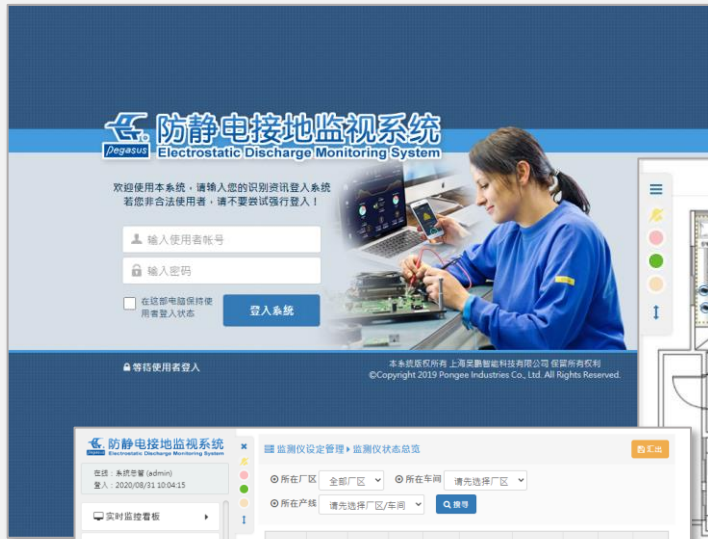 防静电接地监视系统
Pegasus Electrostatic Discharge Monitoring System
欢迎使用本系统，请输入您的识别资讯登入系统
若您非合法使用者，请不要尝试强行登入！
输入使用者帐号
输入密码
在这部电脑保持使
用者登入状态
登入系统
等待使用者登入
本系统版权所有 上海昊鹏智能科技有限公司 保留所有权利
©Copyright 2019 Pongee Industries Co., Ltd. All Rights Reserved.
防静电接地监视系统
Pegasus Electrostatic Discharge Monitoring System
监测仪设定管理 监测仪状态总览
汇出
在线：系统总管 (admin)
登入：2020/08/31 10:04:15
所在厂区 全部厂区 所在车间 请先选择厂区
所在产线 请先选择厂区/车间 搜寻
实时监控看板